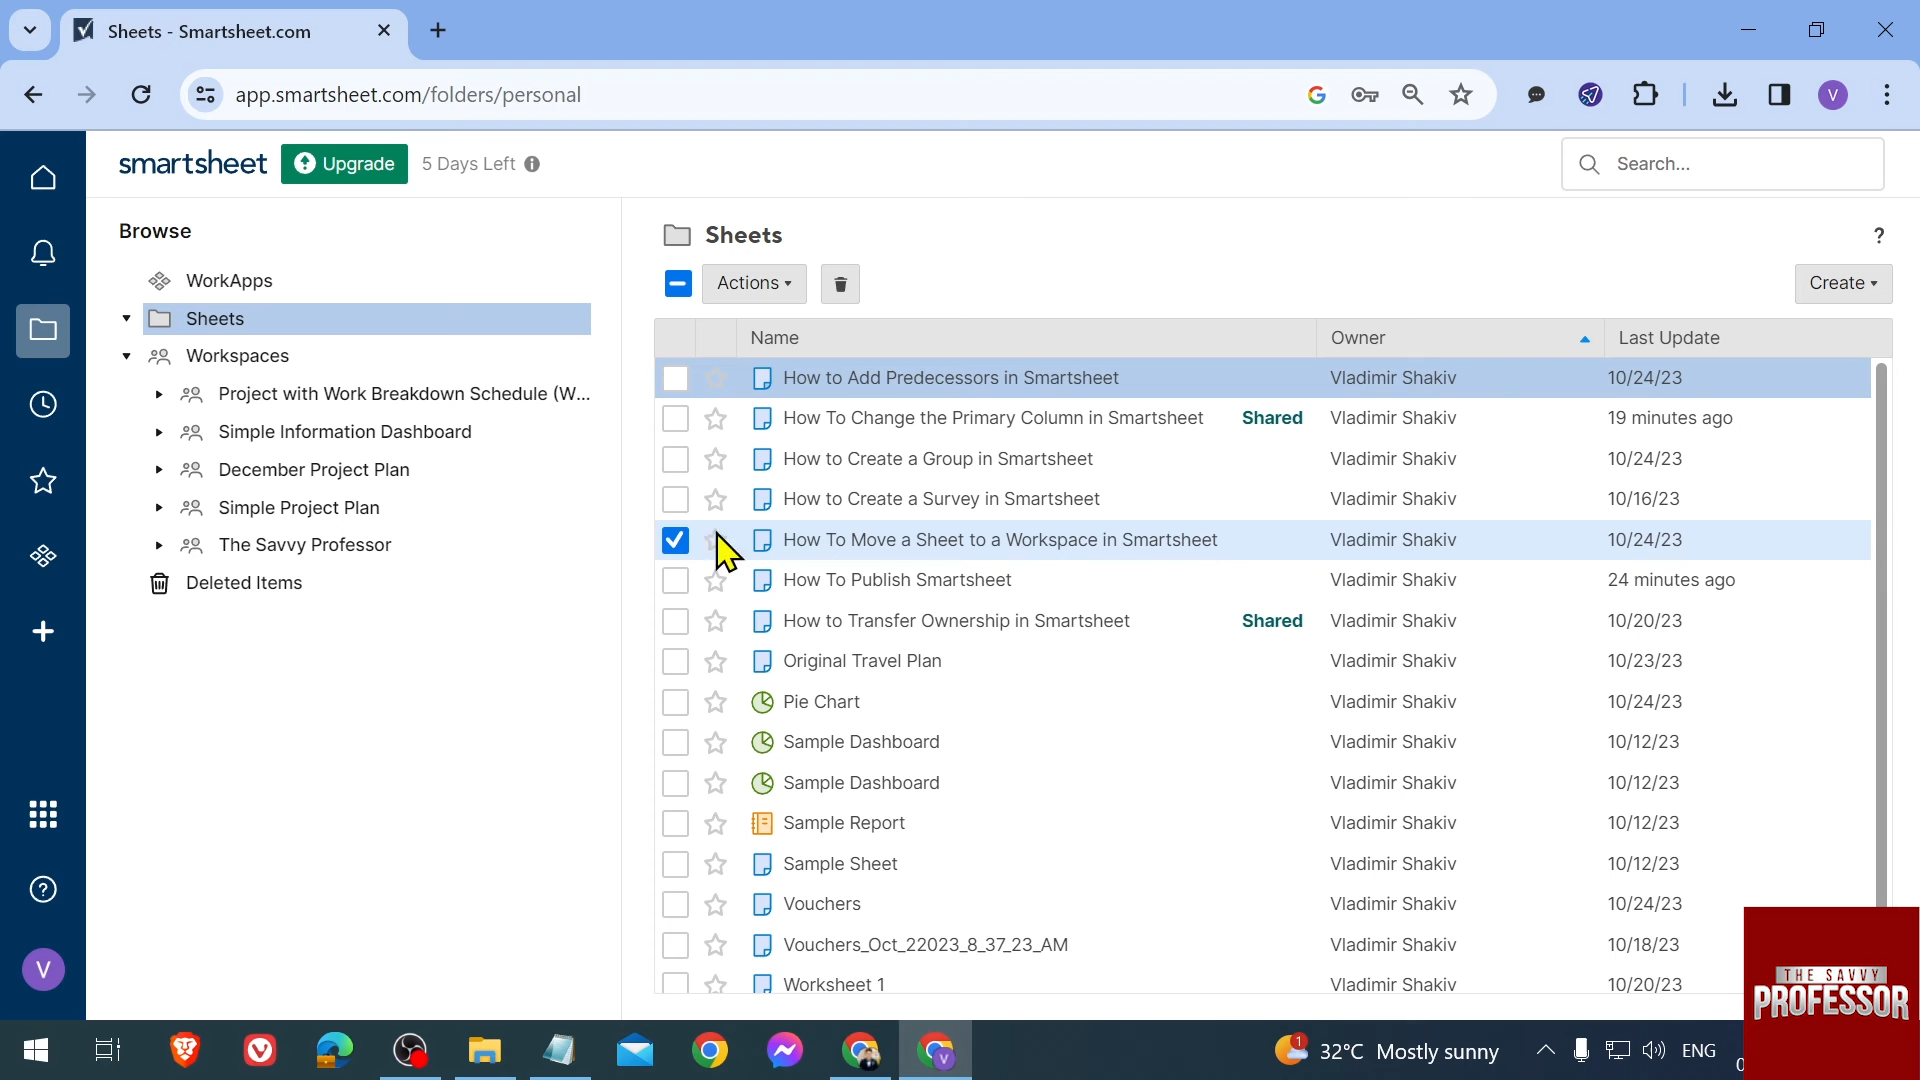 Sheets - Smartsheet.com
app.smartsheet.com/folders/personal
V
smartsheet
Upgrade
5 Days Left
Search...
Browse
WorkApps
Sheets
Workspaces
Project with Work Breakdown Schedule (W...
Simple Information Dashboard
December Project Plan
Simple Project Plan
The Savvy Professor
Deleted Items
V
Sheets
?
Actions
Create
Name Owner Last Update
How to Add Predecessors in Smartsheet Vladimir Shakiv 10/24/23
How To Change the Primary Column in Smartsheet Shared Vladimir Shakiv 19 minutes ago
How to Create a Group in Smartsheet Vladimir Shakiv 10/24/23
How to Create a Survey in Smartsheet Vladimir Shakiv 10/16/23
How To Move a Sheet to a Workspace in Smartsheet Vladimir Shakiv 10/24/23
How To Publish Smartsheet Vladimir Shakiv 24 minutes ago
How to Transfer Ownership in Smartsheet Shared Vladimir Shakiv 10/20/23
Original Travel Plan Vladimir Shakiv 10/23/23
Pie Chart Vladimir Shakiv 10/24/23
Sample Dashboard Vladimir Shakiv 10/12/23
Sample Dashboard Vladimir Shakiv 10/12/23
Sample Report Vladimir Shakiv 10/12/23
Sample Sheet Vladimir Shakiv 10/12/23
Vouchers Vladimir Shakiv 10/24/23
Vouchers_Oct_22023_8_37_23_AM Vladimir Shakiv 10/18/23
Worksheet 1 Vladimir Shakiv 10/20/23
THE SAVVY
PROFESSOR
1
32°C Mostly sunny
ENG